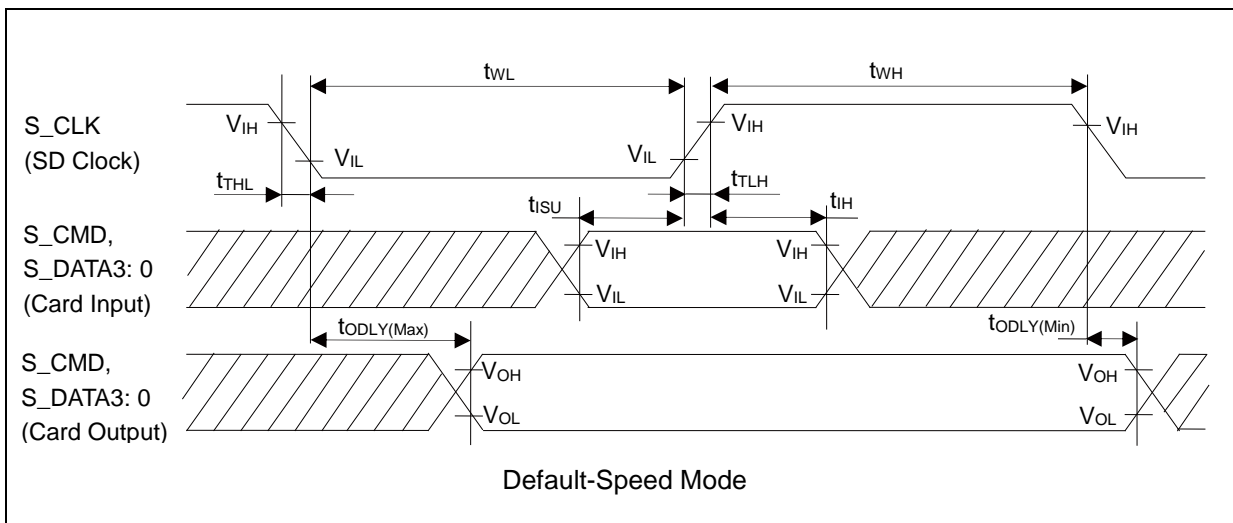 tWL
tWH
S_CLK
(SD Clock)
VIH
VIH
VIH
VIL
VIL
tTHL
tTLH
tISU
tIH
S_CMD,
S_DATA3: 0
(Card Input)
VIH
VIH
VIL
VIL
tODLY(Max)
tODLY(Min)
S_CMD,
S_DATA3: 0
(Card Output)
VOH
VOH
VOL
VOL
Default-Speed Mode